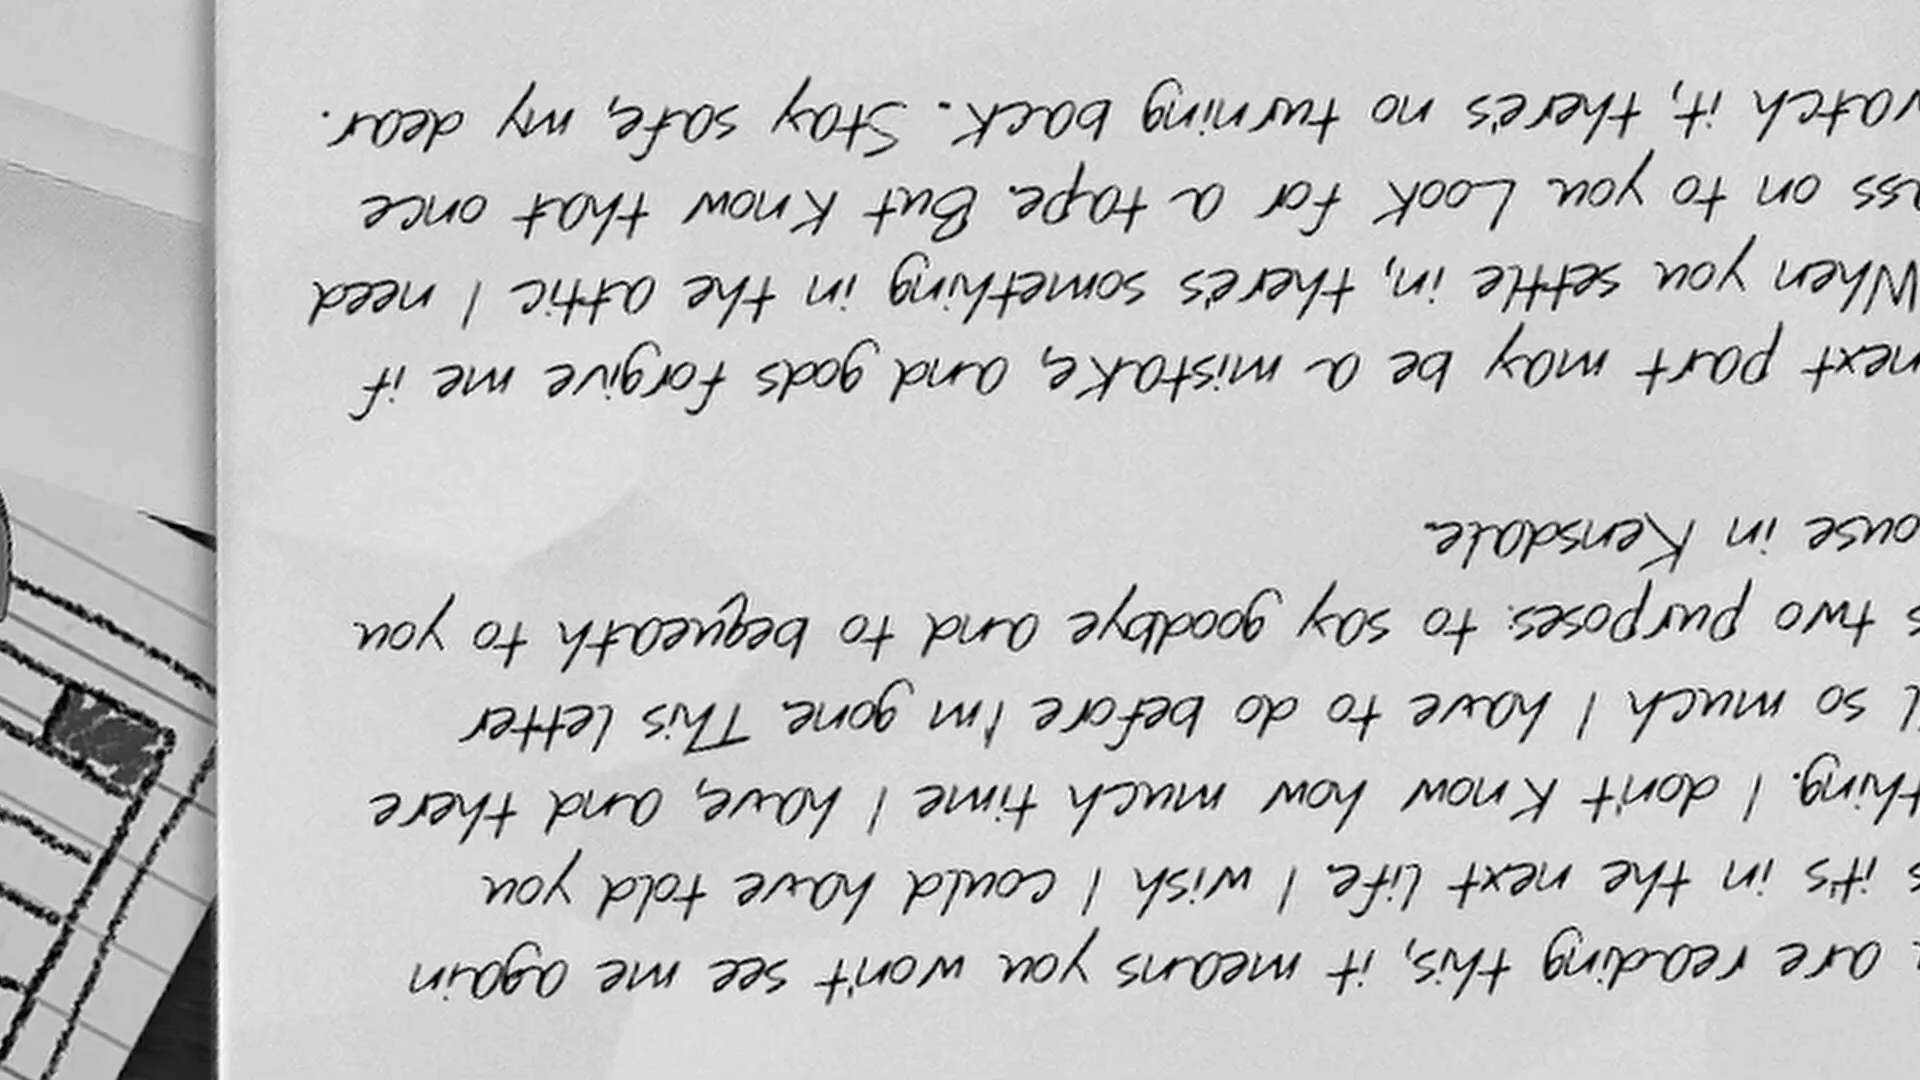 are reading this, it means you won't see me again
it's in the next life. I wish I could have told you
thing. I don't know how much time I have, and there
so much I have to do before I'm gone. This letter
two purposes: to say goodbye and to bequeath to you
ouse in Kensdale.
next part may be a mistake, and gods forgive me if
When you settle in, there's something in the attic I need
ass on to you. Look for a tape. But know that once
watch it, there's no turning back. Stay safe, my dear.